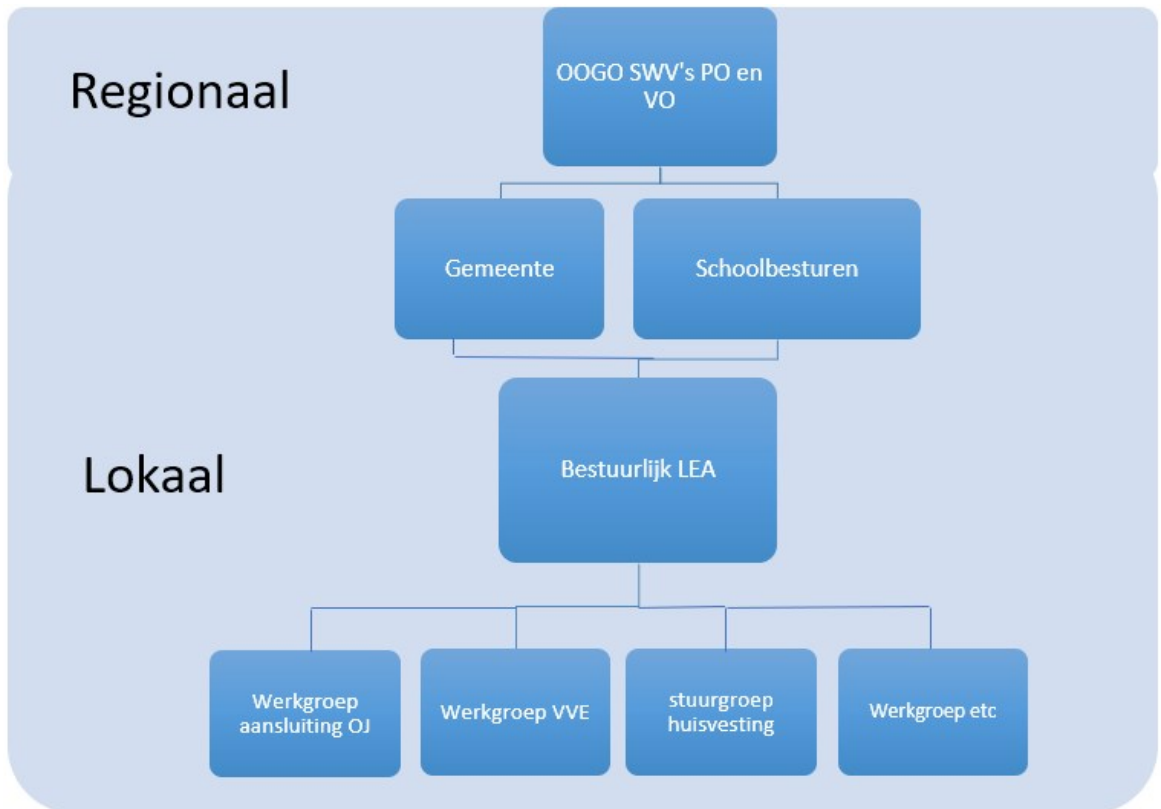 Regionaal
OOGO SWV's PO en
VO
Gemeente
Schoolbesturen
Lokaal
Bestuurlijk LEA
Werkgroep
aansluiting OJ
Werkgroep VVE
stuurgroep
huisvesting
Werkgroep etc